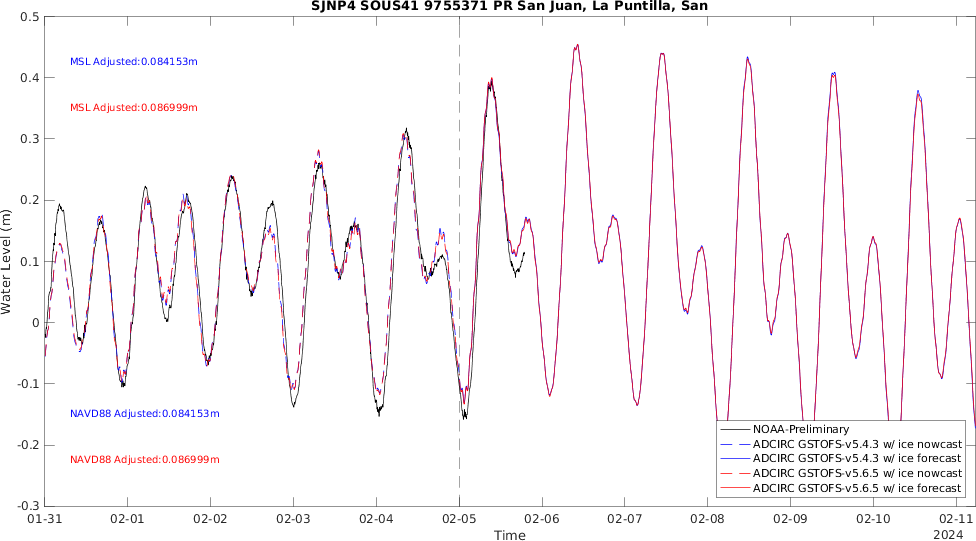 SJNP4 SOUS41 9755371 PR San Juan, La Puntilla, San
0.5
0.4
0.3
0.2
0.1
0
-0.1
-0.2
-0.3
Water Level (m)
MSL Adjusted:0.084153m
MSL Adjusted:0.086999m
NAVD88 Adjusted:0.084153m
NAVD88 Adjusted:0.086999m
NOAA-Preliminary
ADCIRC GSTOFS-v5.4.3 w/ ice nowcast
ADCIRC GSTOFS-v5.4.3 w/ ice forecast
ADCIRC GSTOFS-v5.6.5 w/ ice nowcast
ADCIRC GSTOFS-v5.6.5 w/ ice forecast
01-31 02-01 02-02 02-03 02-04 02-05 02-06 02-07 02-08 02-09 02-10 02-11
Time
2024